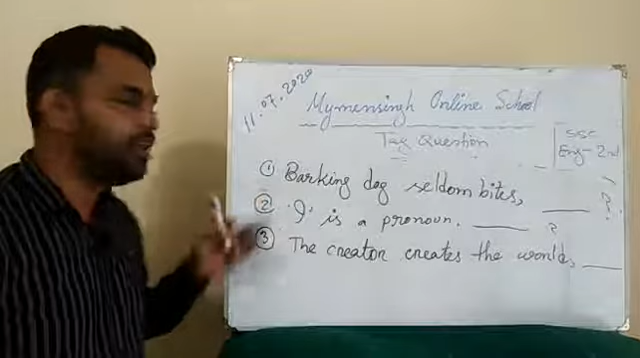 11.07.2020
Mymensingh Online School
Tag Question
SSC
Eng-2nd
① Barking dog seldom bites, ____ ?
② 'I' is a pronoun. ____ ?
③ The creator creates the world, ____